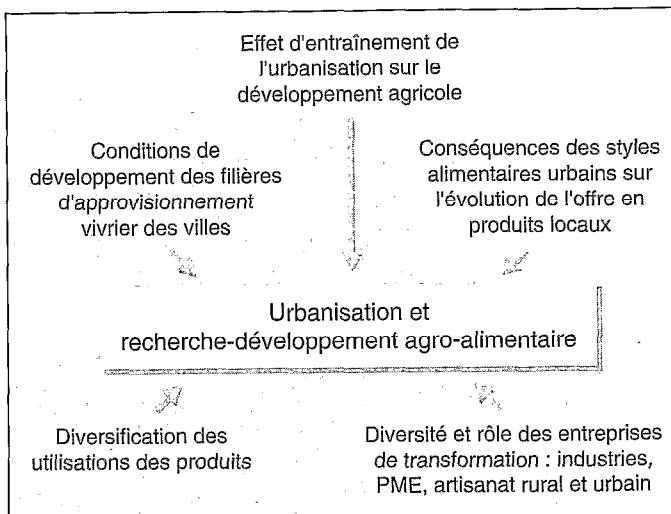 Effet d'entraînement de
l'urbanisation sur le
développement agricole
Conditions de
développement des filières
d'approvisionnement
vivrier des villes
Conséquences des styles
alimentaires urbains sur
l'évolution de l'offre en
produits locaux
Urbanisation et
recherche-développement agro-alimentaire
Diversification des
utilisations des produits
Diversité et rôle des entreprises
de transformation : industries,
PME, artisanat rural et urbain